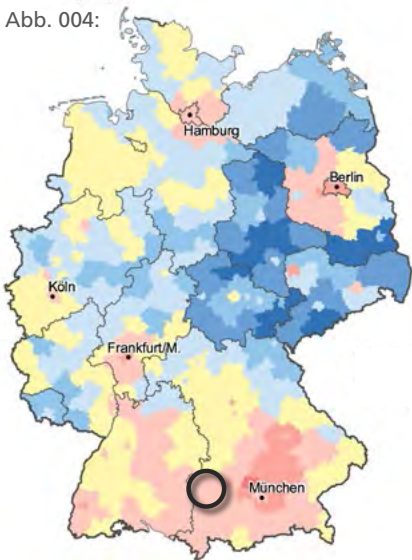 Abb. 004:
Hamburg
Berlin
Köln
Frankfurt/M.
München